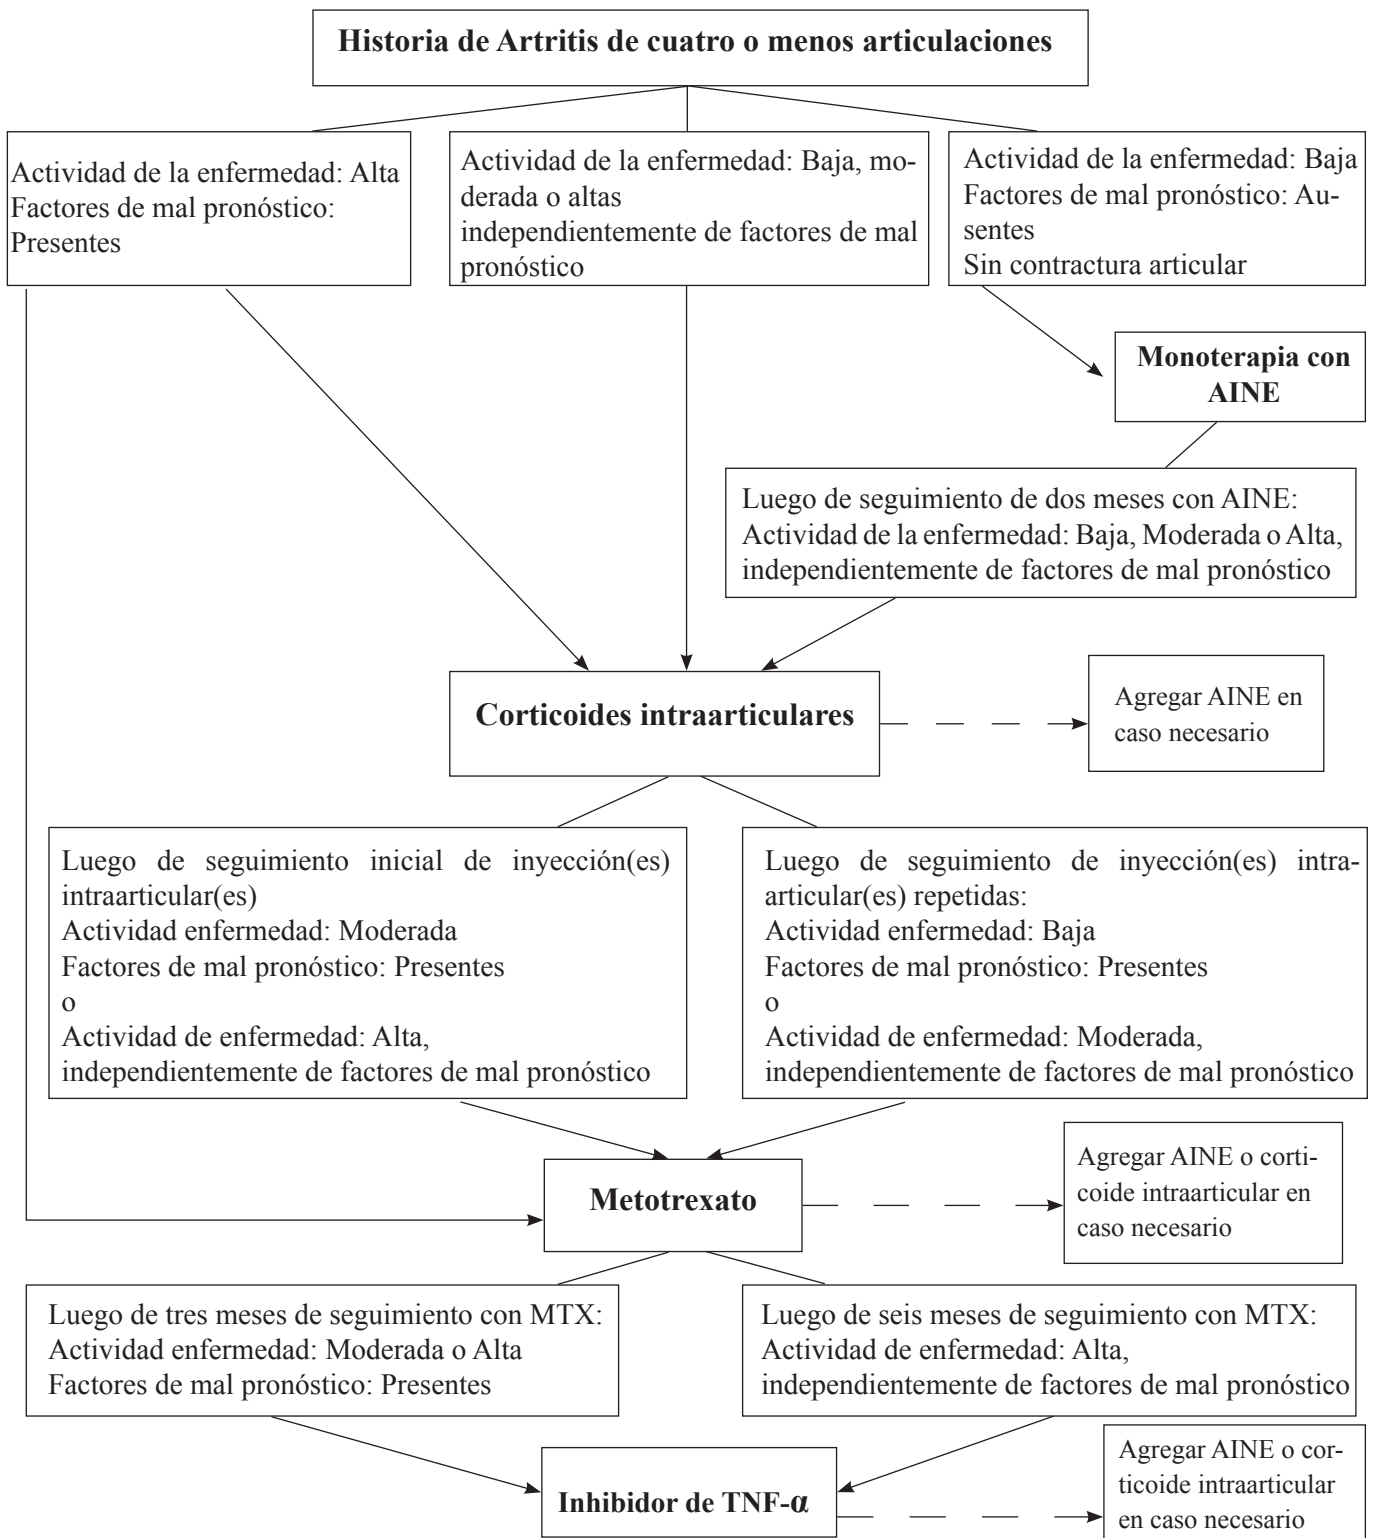 Historia de Artritis de cuatro o menos articulaciones
Actividad de la enfermedad: Alta
Factores de mal pronóstico:
Presentes
Actividad de la enfermedad: Baja, mo-
derada o altas
independientemente de factores de mal
pronóstico
Actividad de la enfermedad: Baja
Factores de mal pronóstico: Au-
sentes
Sin contractura articular
Monoterapia con
AINE
Luego de seguimiento de dos meses con AINE:
Actividad de la enfermedad: Baja, Moderada o Alta,
independientemente de factores de mal pronóstico
Corticoides intraarticulares
Agregar AINE en
caso necesario
Luego de seguimiento inicial de inyección(es)
intraarticular(es)
Actividad enfermedad: Moderada
Factores de mal pronóstico: Presentes
o
Actividad de enfermedad: Alta,
independientemente de factores de mal pronóstico
Luego de seguimiento de inyección(es) intra-
articular(es) repetidas:
Actividad enfermedad: Baja
Factores de mal pronóstico: Presentes
o
Actividad de enfermedad: Moderada,
independientemente de factores de mal pronóstico
Metotrexato
Agregar AINE o corti-
coide intraarticular en
caso necesario
Luego de tres meses de seguimiento con MTX:
Actividad enfermedad: Moderada o Alta
Factores de mal pronóstico: Presentes
Luego de seis meses de seguimiento con MTX:
Actividad de enfermedad: Alta,
independientemente de factores de mal pronóstico
Inhibidor de TNF-α
Agregar AINE o cor-
ticoide intraarticular
en caso necesario